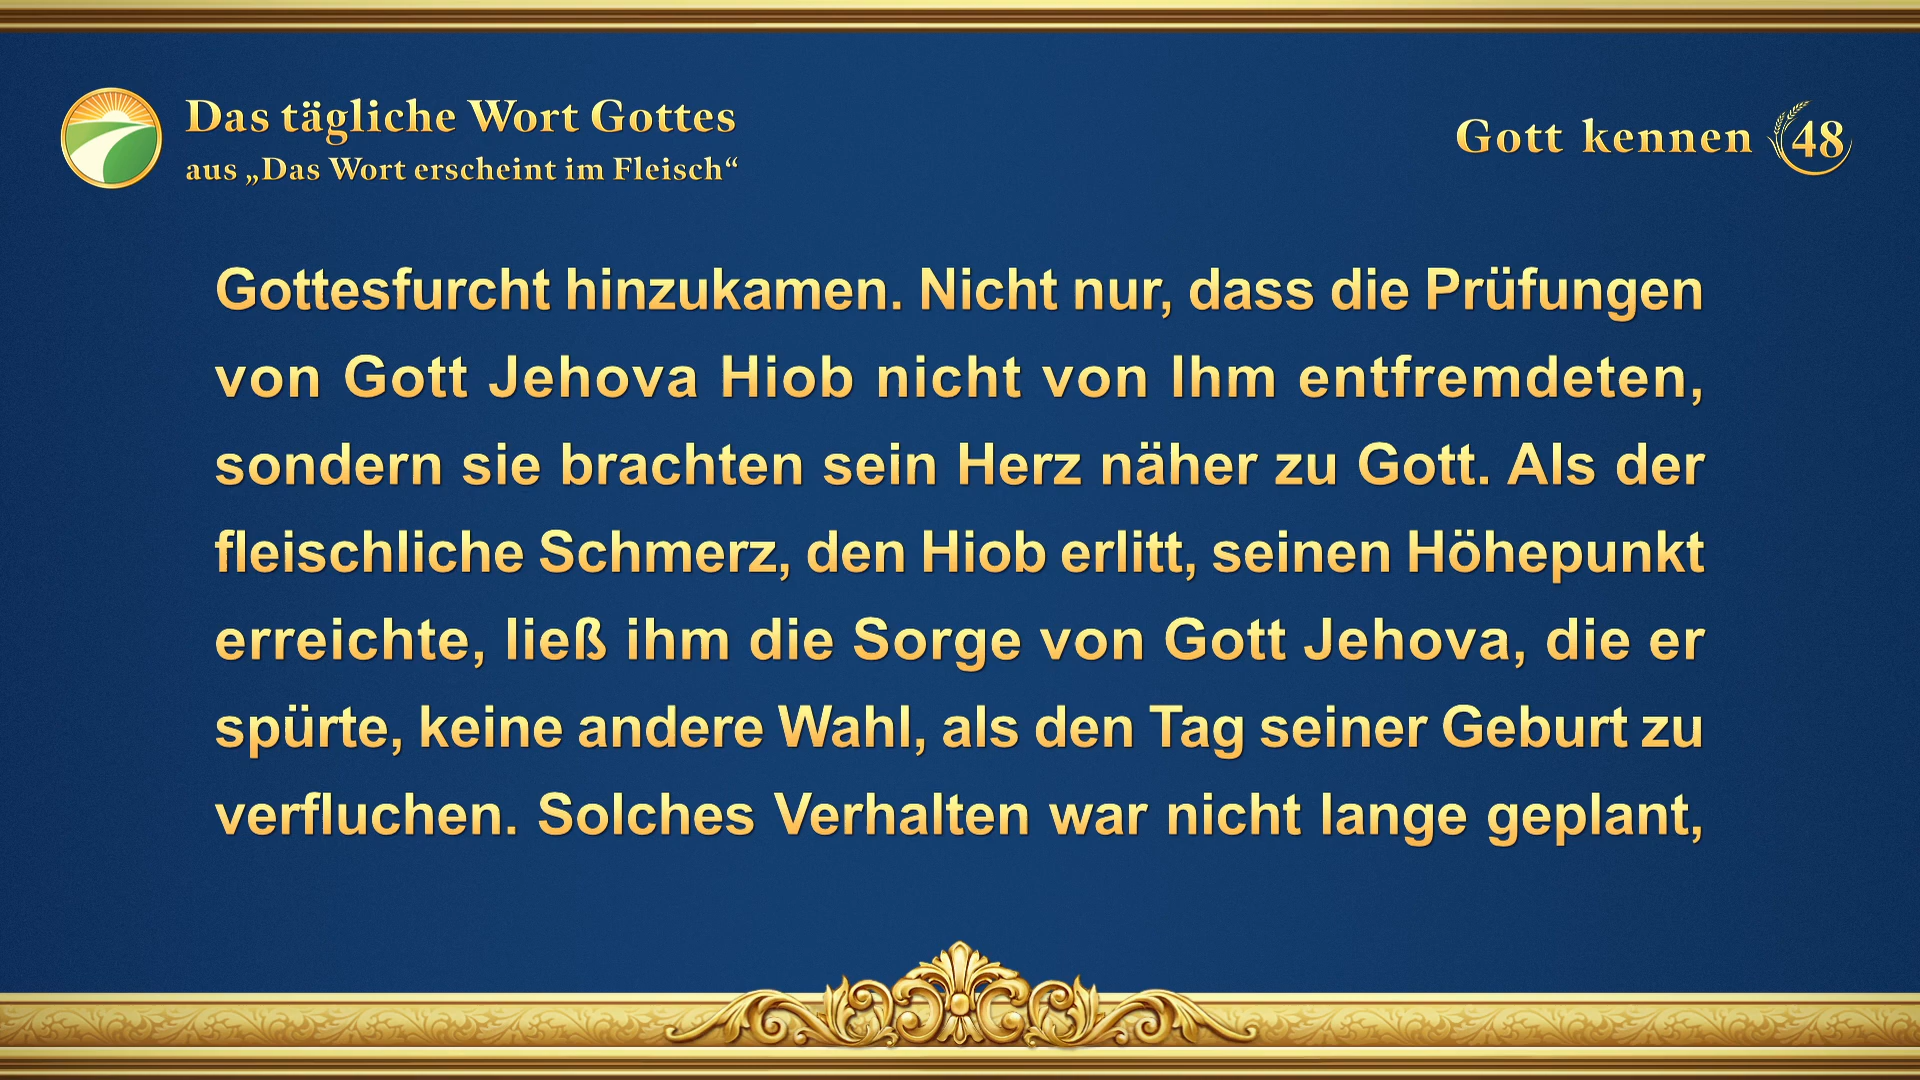 Das tägliche Wort Gottes
aus „Das Wort erscheint im Fleisch“
Gott kennen 48
Gottesfurcht hinzukamen. Nicht nur, dass die Prüfungen
von Gott Jehova Hiob nicht von Ihm entfremdeten,
sondern sie brachten sein Herz näher zu Gott. Als der
fleischliche Schmerz, den Hiob erlitt, seinen Höhepunkt
erreichte, ließ ihm die Sorge von Gott Jehova, die er
spürte, keine andere Wahl, als den Tag seiner Geburt zu
verfluchen. Solches Verhalten war nicht lange geplant,